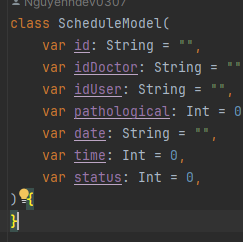 Nguyenndev0307
class ScheduleModel(
var id: String = "",
var idDoctor: String = ""
var idUser: String = "",
var pathological: Int = 0
var date: String = "",
var time: Int = 0,
var status: Int = 0,
) {
}